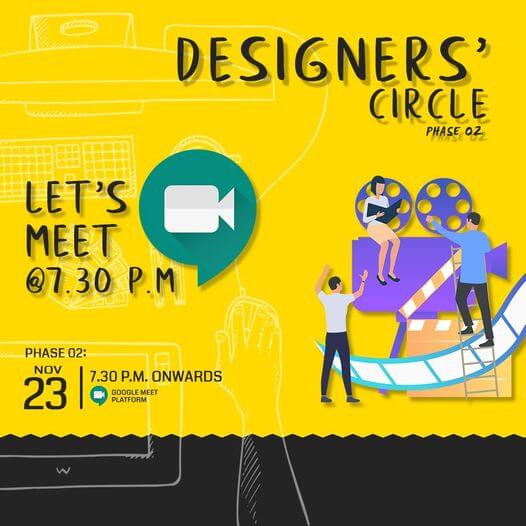 DESIGNERS'
CIRCLE
PHASE 02
LET'S
MEET
@7.30 P.M
PHASE 02:
NOV
23
7.30 P.M. ONWARDS
GOOGLE MEET
PLATFORM
W